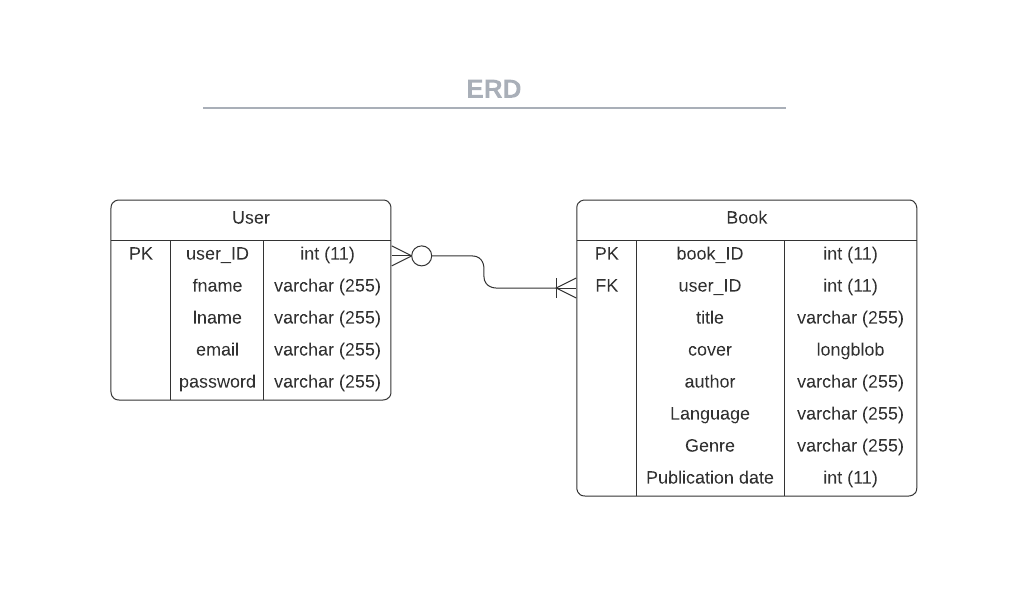 ERD
User
PK user_ID int (11)
fname varchar (255)
lname varchar (255)
email varchar (255)
password varchar (255)
Book
PK book_ID int (11)
FK user_ID int (11)
title varchar (255)
cover longblob
author varchar (255)
Language varchar (255)
Genre varchar (255)
Publication date int (11)